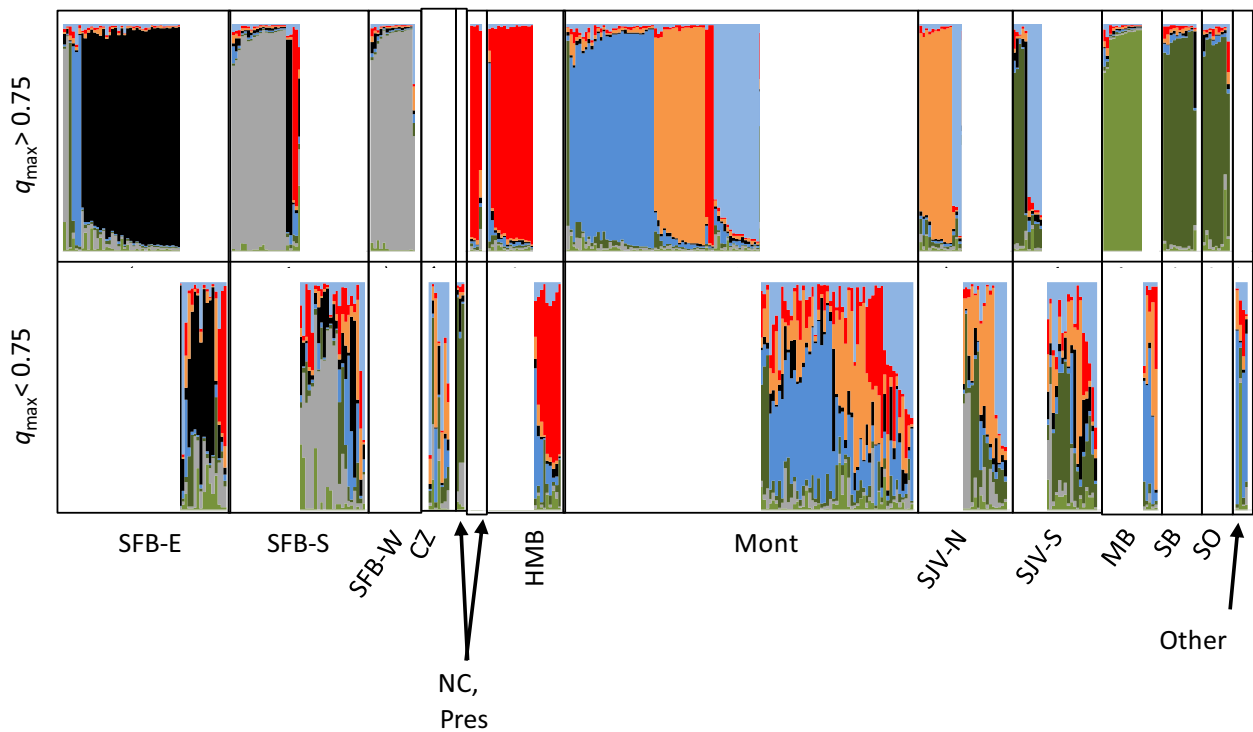 qmax > 0.75
qmax < 0.75
SFB-E
SFB-S
SFB-W
CZ
HMB
Mont
SJV-N
SJV-S
MB
SB
SO
NC,
Pres
Other